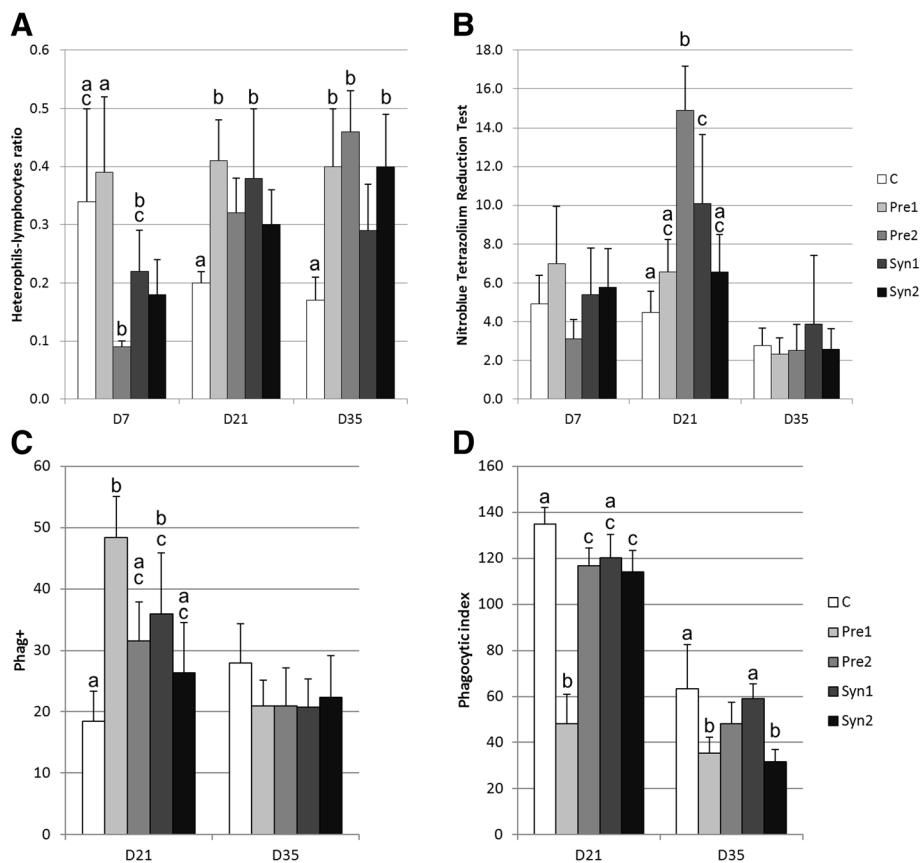 A
0.6
0.5
0.4
0.3
0.2
0.1
0.0
Heterophils-lymphocytes ratio
a
c
a
b
b
c
a
b
b
a
b
b
b
D7
D21
D35
B
18.0
16.0
14.0
12.0
10.0
8.0
6.0
4.0
2.0
0.0
Nitroblue Tetrazolium Reduction Test
a
a
c
b
c
a
c
D7
D21
D35
C
Pre1
Pre2
Syn1
Syn2
C
60
50
40
30
20
10
0
Phag+
a
b
a
c
b
c
a
c
D21
D35
D
160
140
120
100
80
60
40
20
0
Phagocytic index
a
b
c
a
c
c
a
b
a
b
D21
D35
C
Pre1
Pre2
Syn1
Syn2